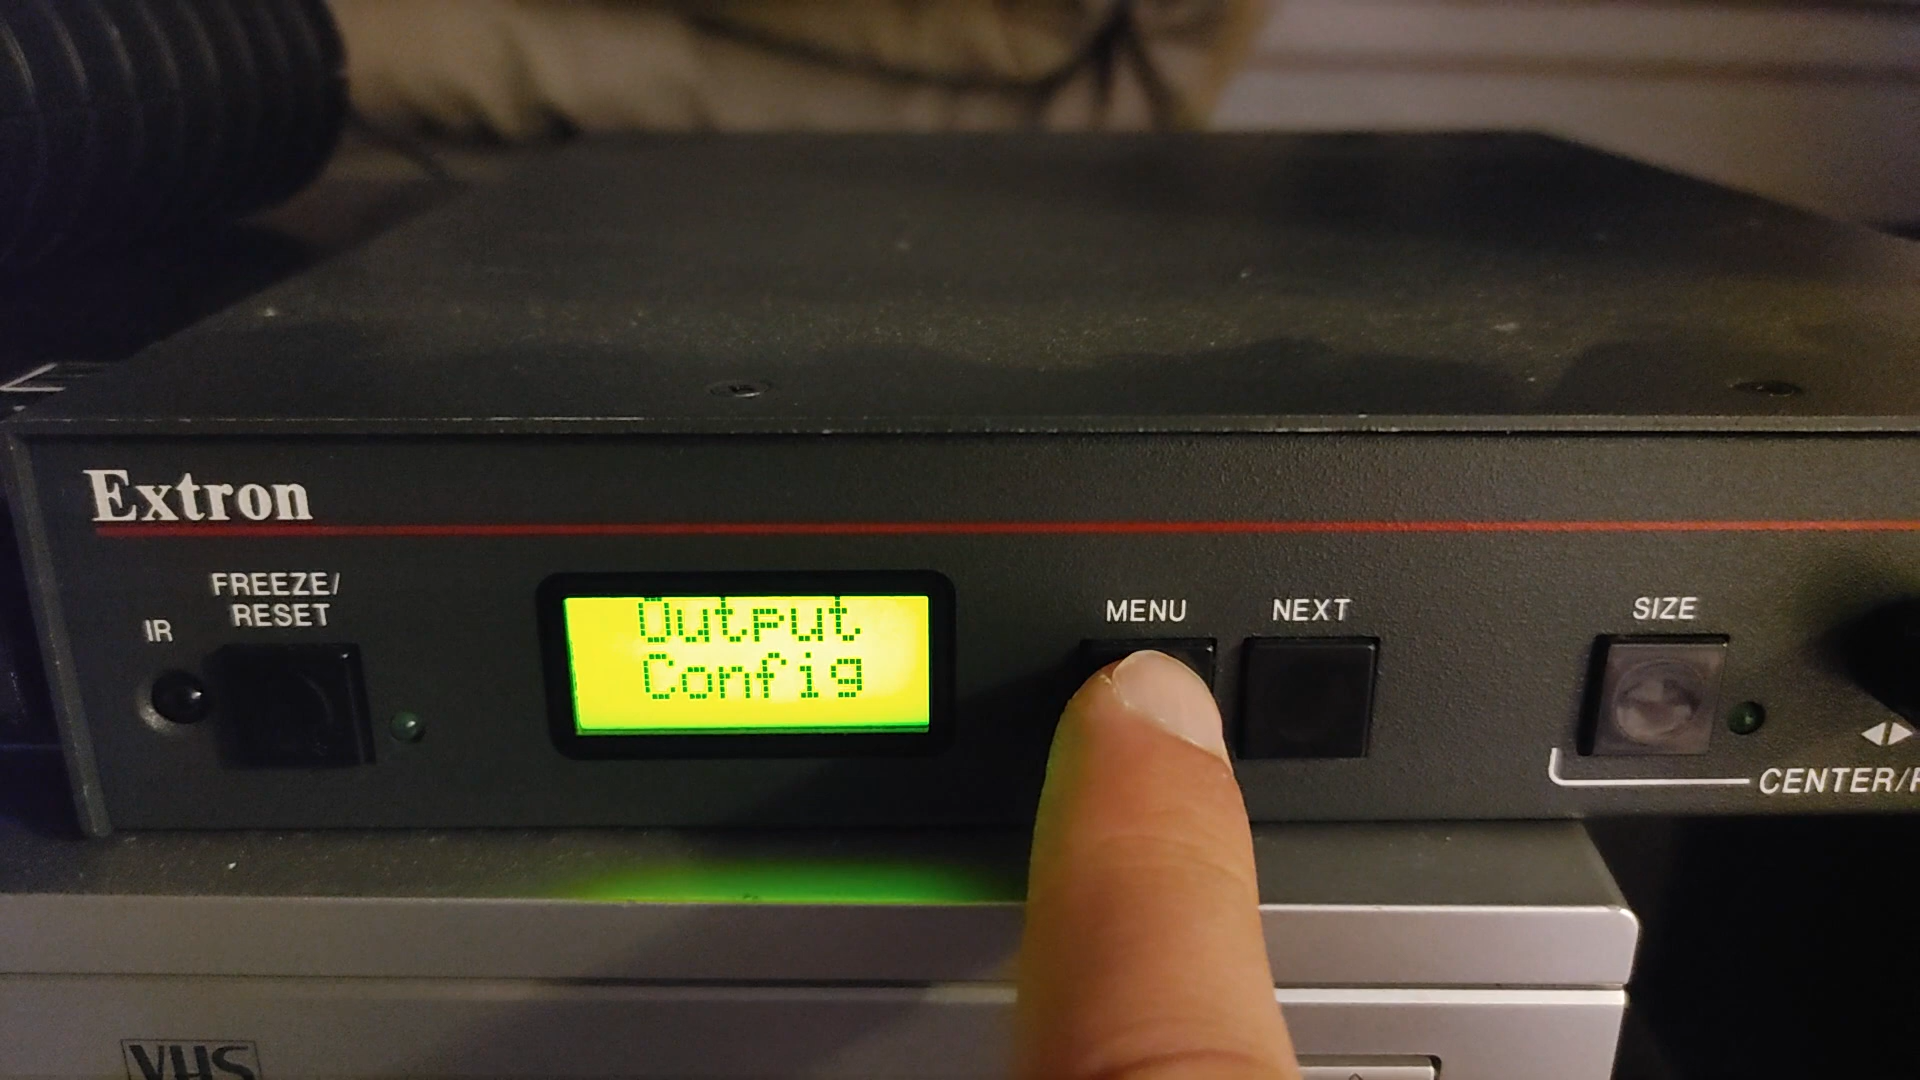 Extron
FREEZE/
RESET
IR
Output
Config
MENU
NEXT
SIZE
CENTER/
VHS